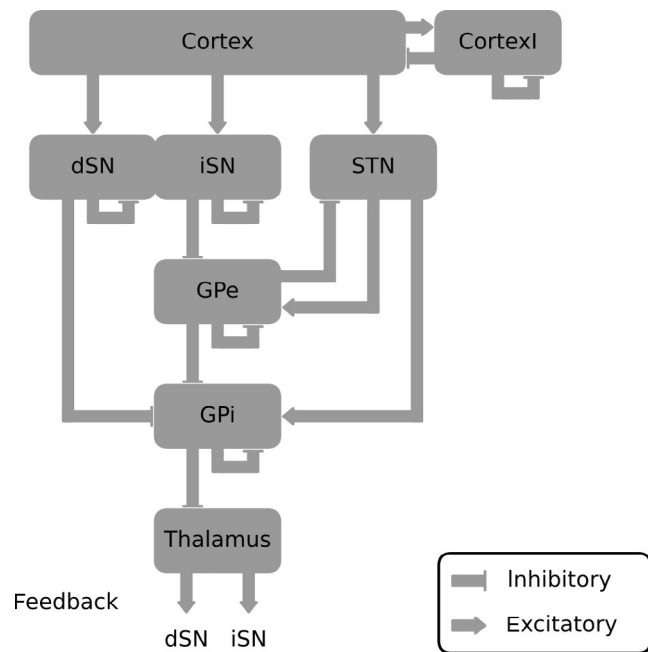 Cortex
CortexI
dSN
iSN
STN
GPe
GPi
Thalamus
Feedback
dSN
iSN
Inhibitory
Excitatory